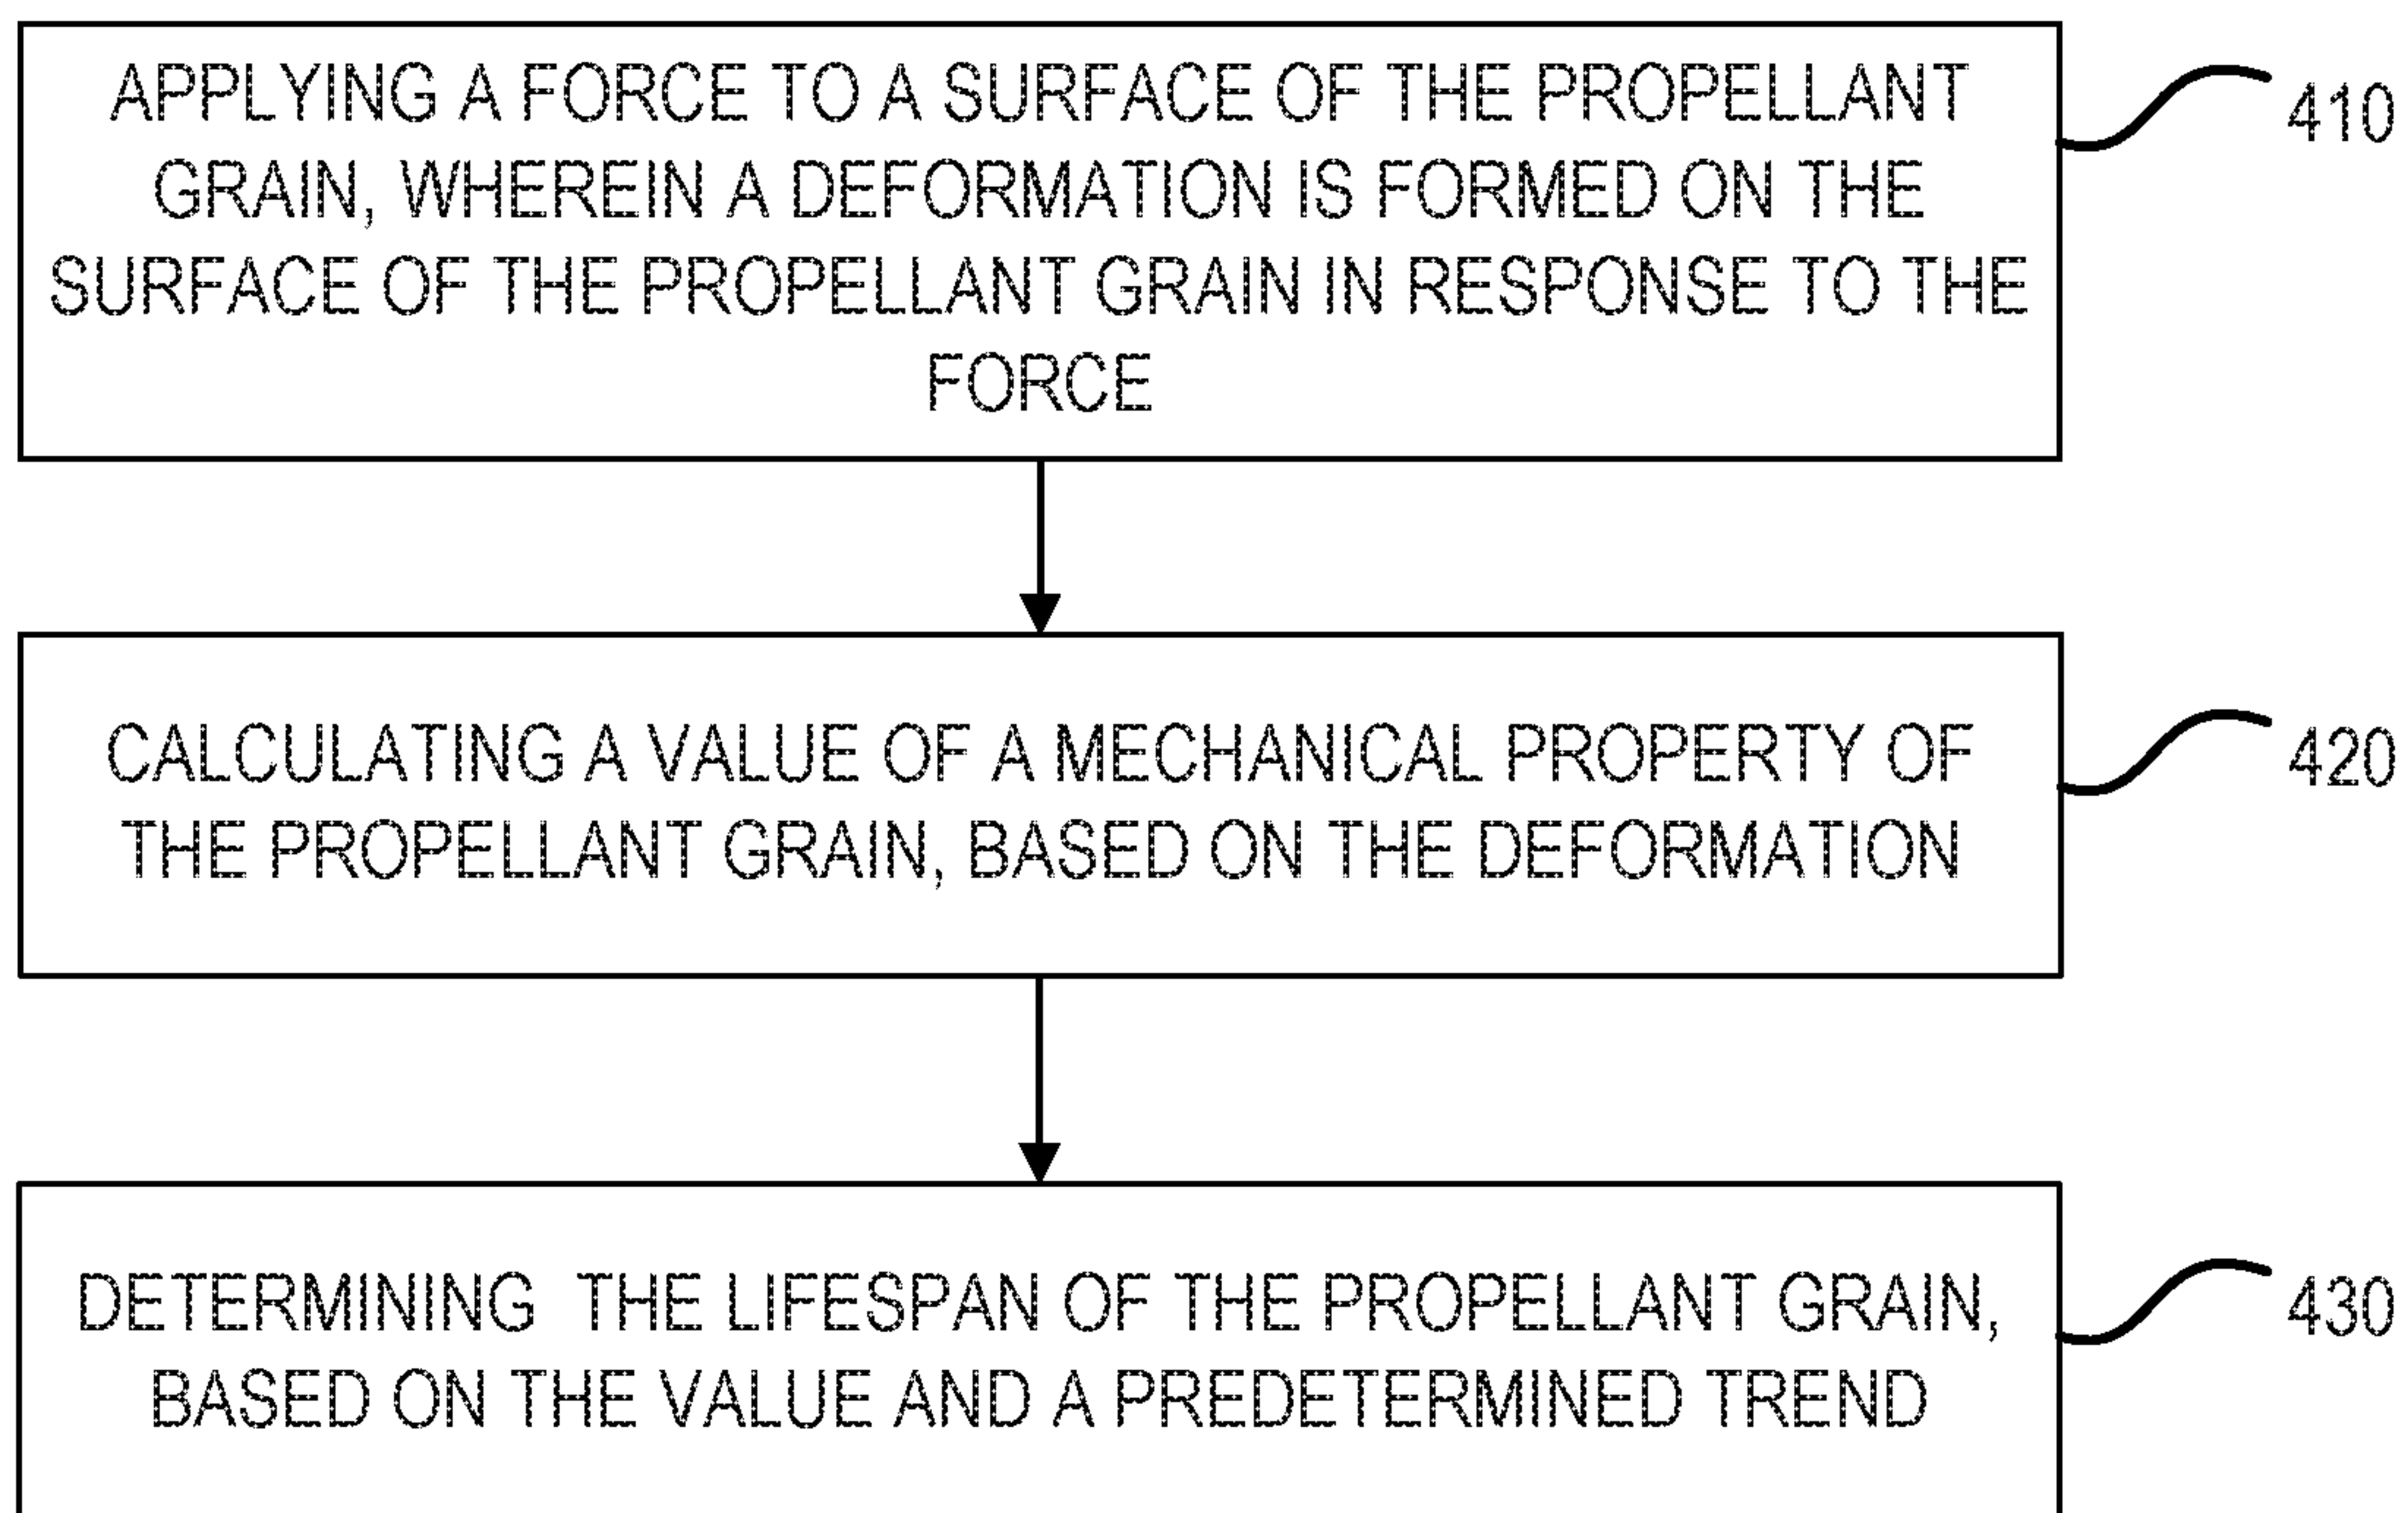 APPLYING A FORCE TO A SURFACE OF THE PROPELLANT
GRAIN, WHEREIN A DEFORMATION IS FORMED ON THE
SURFACE OF THE PROPELLANT GRAIN IN RESPONSE TO THE
FORCE
410
CALCULATING A VALUE OF A MECHANICAL PROPERTY OF
THE PROPELLANT GRAIN, BASED ON THE DEFORMATION
420
DETERMINING THE LIFESPAN OF THE PROPELLANT GRAIN,
BASED ON THE VALUE AND A PREDETERMINED TREND
430